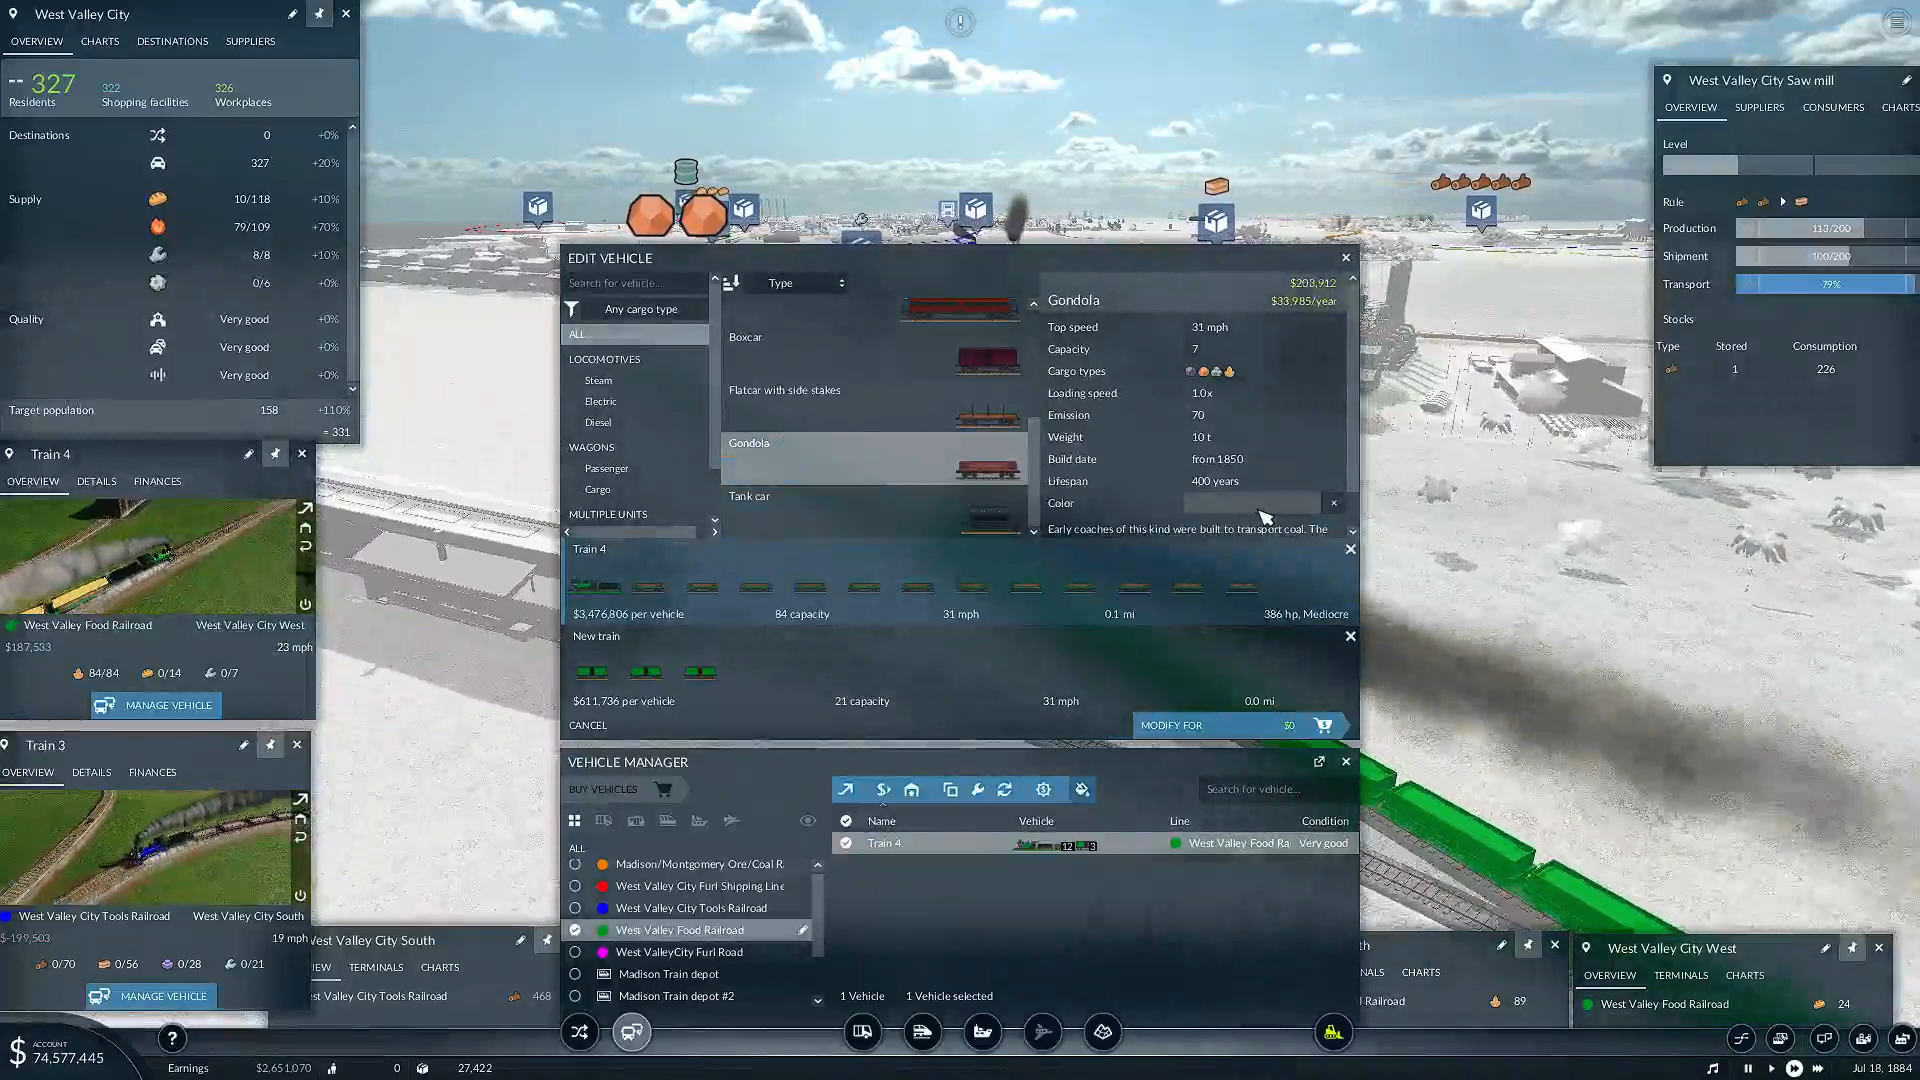 West Valley City
OVERVIEW CHARTS DESTINATIONS SUPPLIERS
-- 327 322 326
Residents Shopping facilities Workplaces
Destinations 0 +0%
327 +20%
Supply 10/118 +10%
79/109 +70%
8/8 +10%
0/6 +0%
Quality Very good +0%
Very good +0%
Very good +0%
Target population 158 +110%
= 331
Train 4
OVERVIEW DETAILS FINANCES
West Valley Food Railroad West Valley City West
$187,533 23 mph
84/84 0/14 0/7
MANAGE VEHICLE
Train 3
OVERVIEW DETAILS FINANCES
West Valley City Tools Railroad West Valley City South
$-199,503 19 mph
0/70 0/56 0/28 0/21
MANAGE VEHICLE
West Valley City South
TERMINALS CHARTS
Tools Railroad 468
EDIT VEHICLE
Search for vehicle...
Any cargo type
ALL
LOCOMOTIVES
Steam
Electric
Diesel
WAGONS
Passenger
Cargo
MULTIPLE UNITS
Type
Boxcar
Flatcar with side stakes
Gondola
Tank car
$203,912
Gondola $33,985/year
Top speed 31 mph
Capacity 7
Cargo types
Loading speed 1.0x
Emission 70
Weight 10 t
Build date from 1850
Lifespan 400 years
Color
Early coaches of this kind were built to transport coal. The
Train 4
$3,476,806 per vehicle 84 capacity 31 mph 0.1 mi 386 hp, Mediocre
New train
$611,736 per vehicle 21 capacity 31 mph 0.0 mi
CANCEL MODIFY FOR $0
VEHICLE MANAGER
BUY VEHICLES
Search for vehicle...
ALL
Madison/Montgomery Ore/Coal R
West Valley City Furl Shipping Line
West Valley City Tools Railroad
West Valley Food Railroad
West ValleyCity Furl Road
Madison Train depot
Madison Train depot #2
Name Vehicle Line Condition
Train 4 12 3 West Valley Food Ra Very good
1 Vehicle 1 Vehicle selected
West Valley City Saw mill
OVERVIEW SUPPLIERS CONSUMERS CHARTS
Level
Rule
Production 113/200
Shipment 100/200
Transport 79%
Stocks
Type Stored Consumption
1 226
CHARTS
Railroad 89
West Valley City West
OVERVIEW TERMINALS CHARTS
West Valley Food Railroad 24
$ ACCOUNT
74,577,445
?
Earnings $2,651,070 0 27,422
Jul 18, 1884